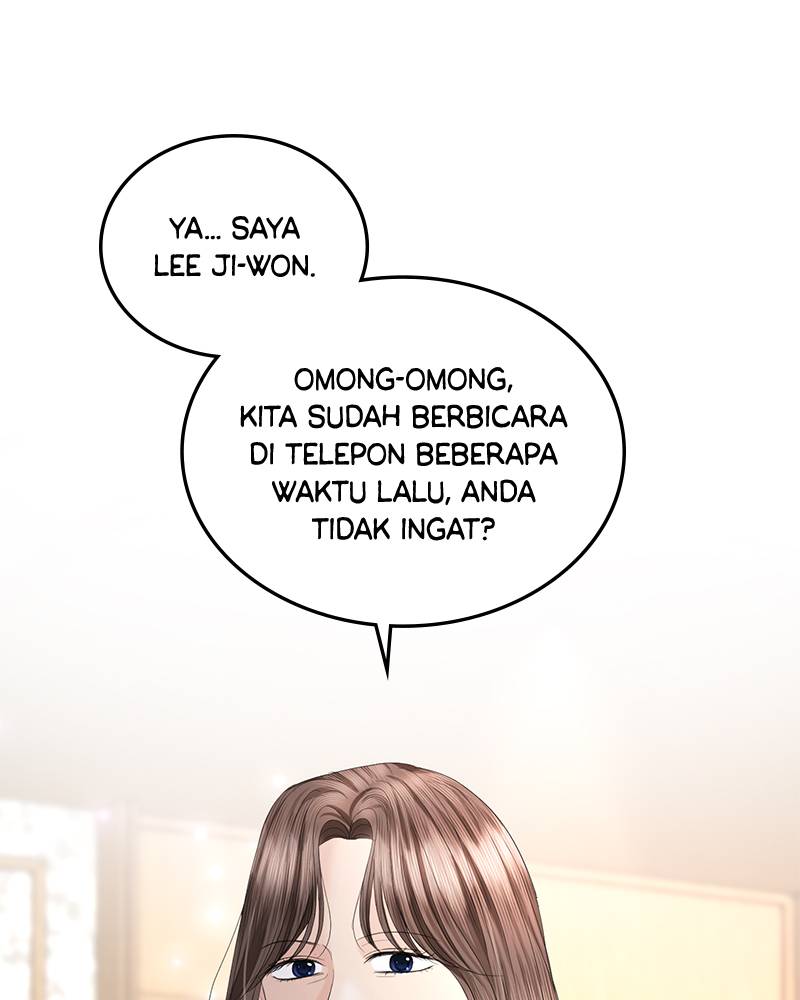 YA... SAYA
LEE JI-WON.
OMONG-OMONG,
KITA SUDAH BERBICARA
DI TELEPON BEBERAPA
WAKTU LALU, ANDA
TIDAK INGAT?